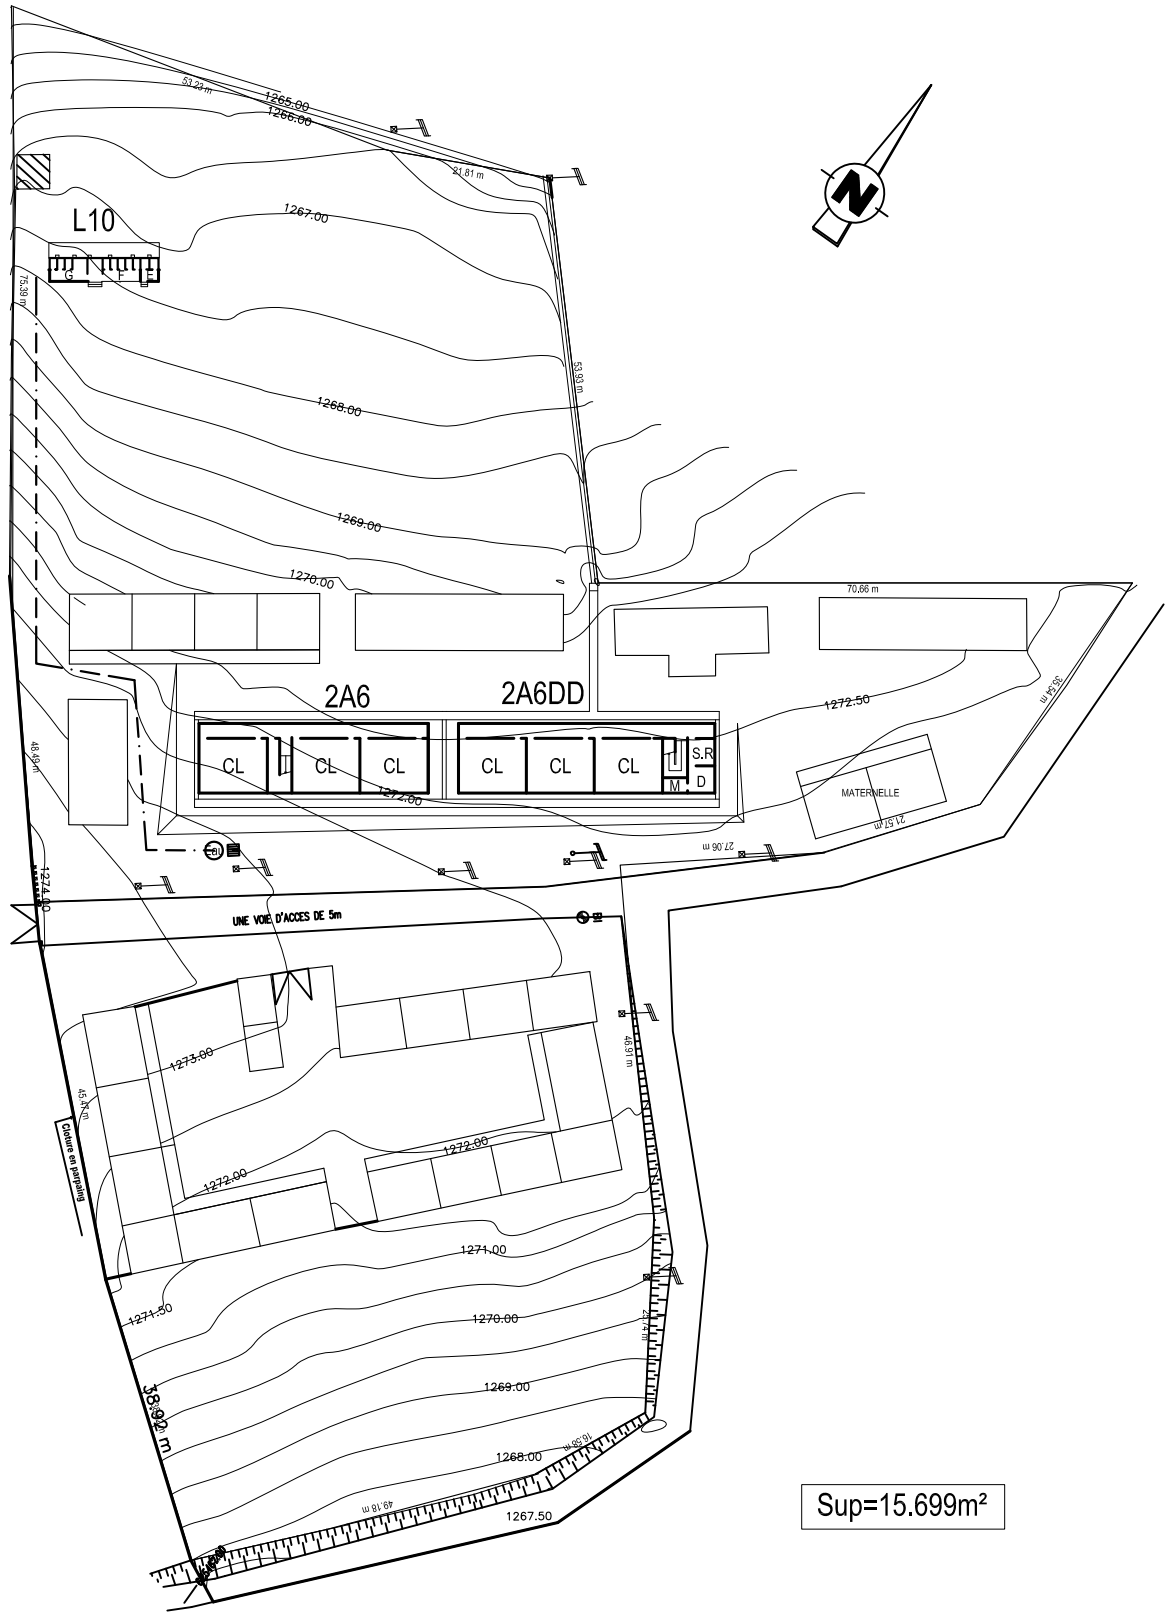 53.23 m
1265.00
1266.00
21.81 m
N
L10
1267.00
G
F
E
75.39 m
53.93 m
1268.00
1269.00
1270.00
70.66 m
35.54 m
2A6
2A6DD
1272.50
48.49 m
CL
CL
CL
CL
CL
CL
M
S.R
D
1272.00
MATERNELLE
21.57 m
27.06 m
1274.00
UNE VOIE D'ACCES DE 5m
46.91 m
1273.00
45.47 m
Cloture en parpaing
1272.00
1272.00
1271.00
1271.50
1270.00
1269.00
38.92 m
1268.00
16.58 m
49.18 m
1267.50
Sup=15.699m²